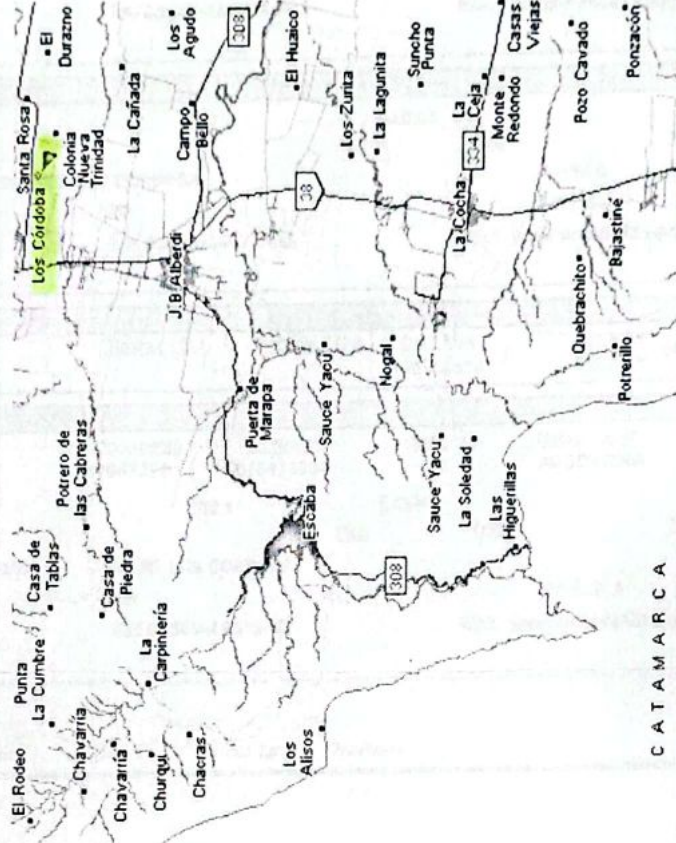 El Rodeo
Punta
La Cumbre
Chavarría
Chavarría
Churqui
Chacras
Casa de
Tablas
Casa de
Piedra
La
Carpintería
Potrero de
las Cabreras
Los Córdoba
Santa Rosa
El
Durazno
Colonia
Nueva
Trinidad
La Cañada
Los
Agudo
Campo
Bello
308
J.B.Alberdi
El Huaico
Puerta de
Marapa
Escaba
Los
Alisos
38
Sauce Yacu
Los Zurita
La Lagunita
Nogal
308
Suncho
Punta
Sauce Yacu
La Soledad
La Cocha
334
La
Ceja
Monte
Redondo
Casas
Viejas
Las
Higuerillas
Quebrachito
Pozo Cavado
Potrerillo
Bajastiné
Ponzacón
CATAMARCA